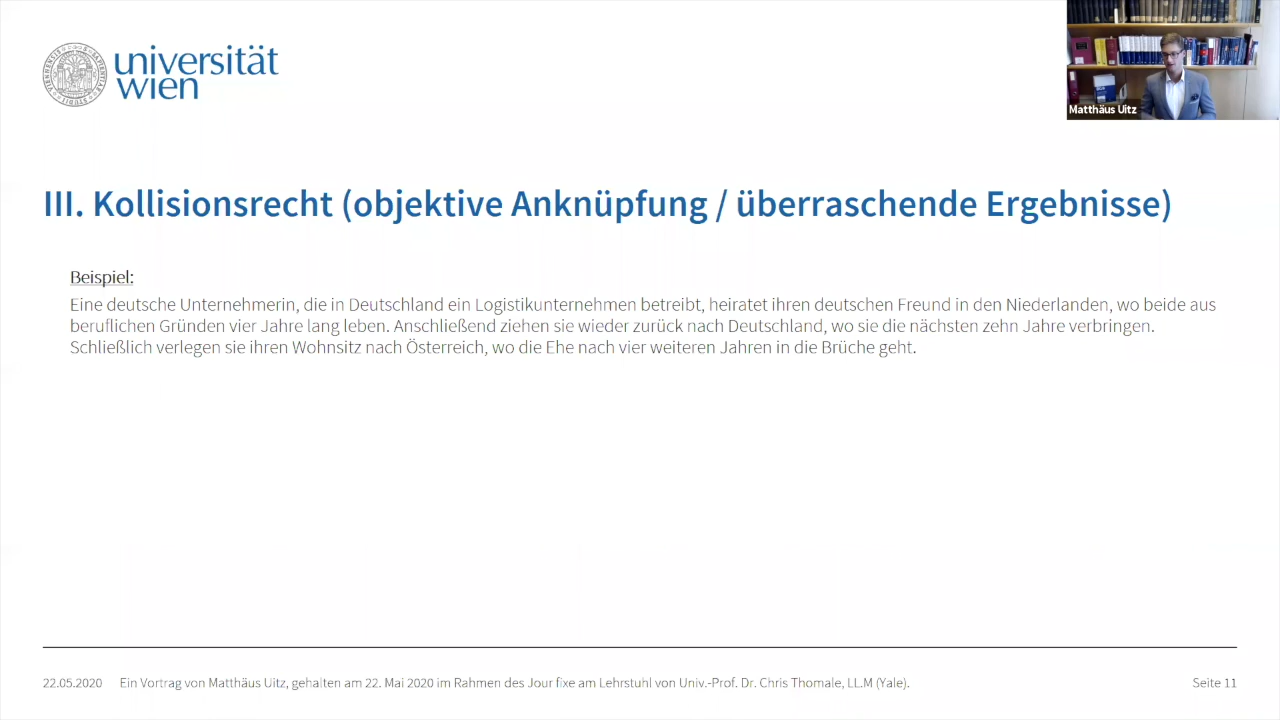 universität
wien
Matthäus Uitz
III. Kollisionsrecht (objektive Anknüpfung / überraschende Ergebnisse)
Beispiel:
Eine deutsche Unternehmerin, die in Deutschland ein Logistikunternehmen betreibt, heiratet ihren deutschen Freund in den Niederlanden, wo beide aus
beruflichen Gründen vier Jahre lang leben. Anschließend ziehen sie wieder zurück nach Deutschland, wo sie die nächsten zehn Jahre verbringen.
Schließlich verlegen sie ihren Wohnsitz nach Österreich, wo die Ehe nach vier weiteren Jahren in die Brüche geht.
22.05.2020 Ein Vortrag von Matthäus Uitz, gehalten am 22. Mai 2020 im Rahmen des Jour fixe am Lehrstuhl von Univ.-Prof. Dr. Chris Thomale, LL.M (Yale). Seite 11